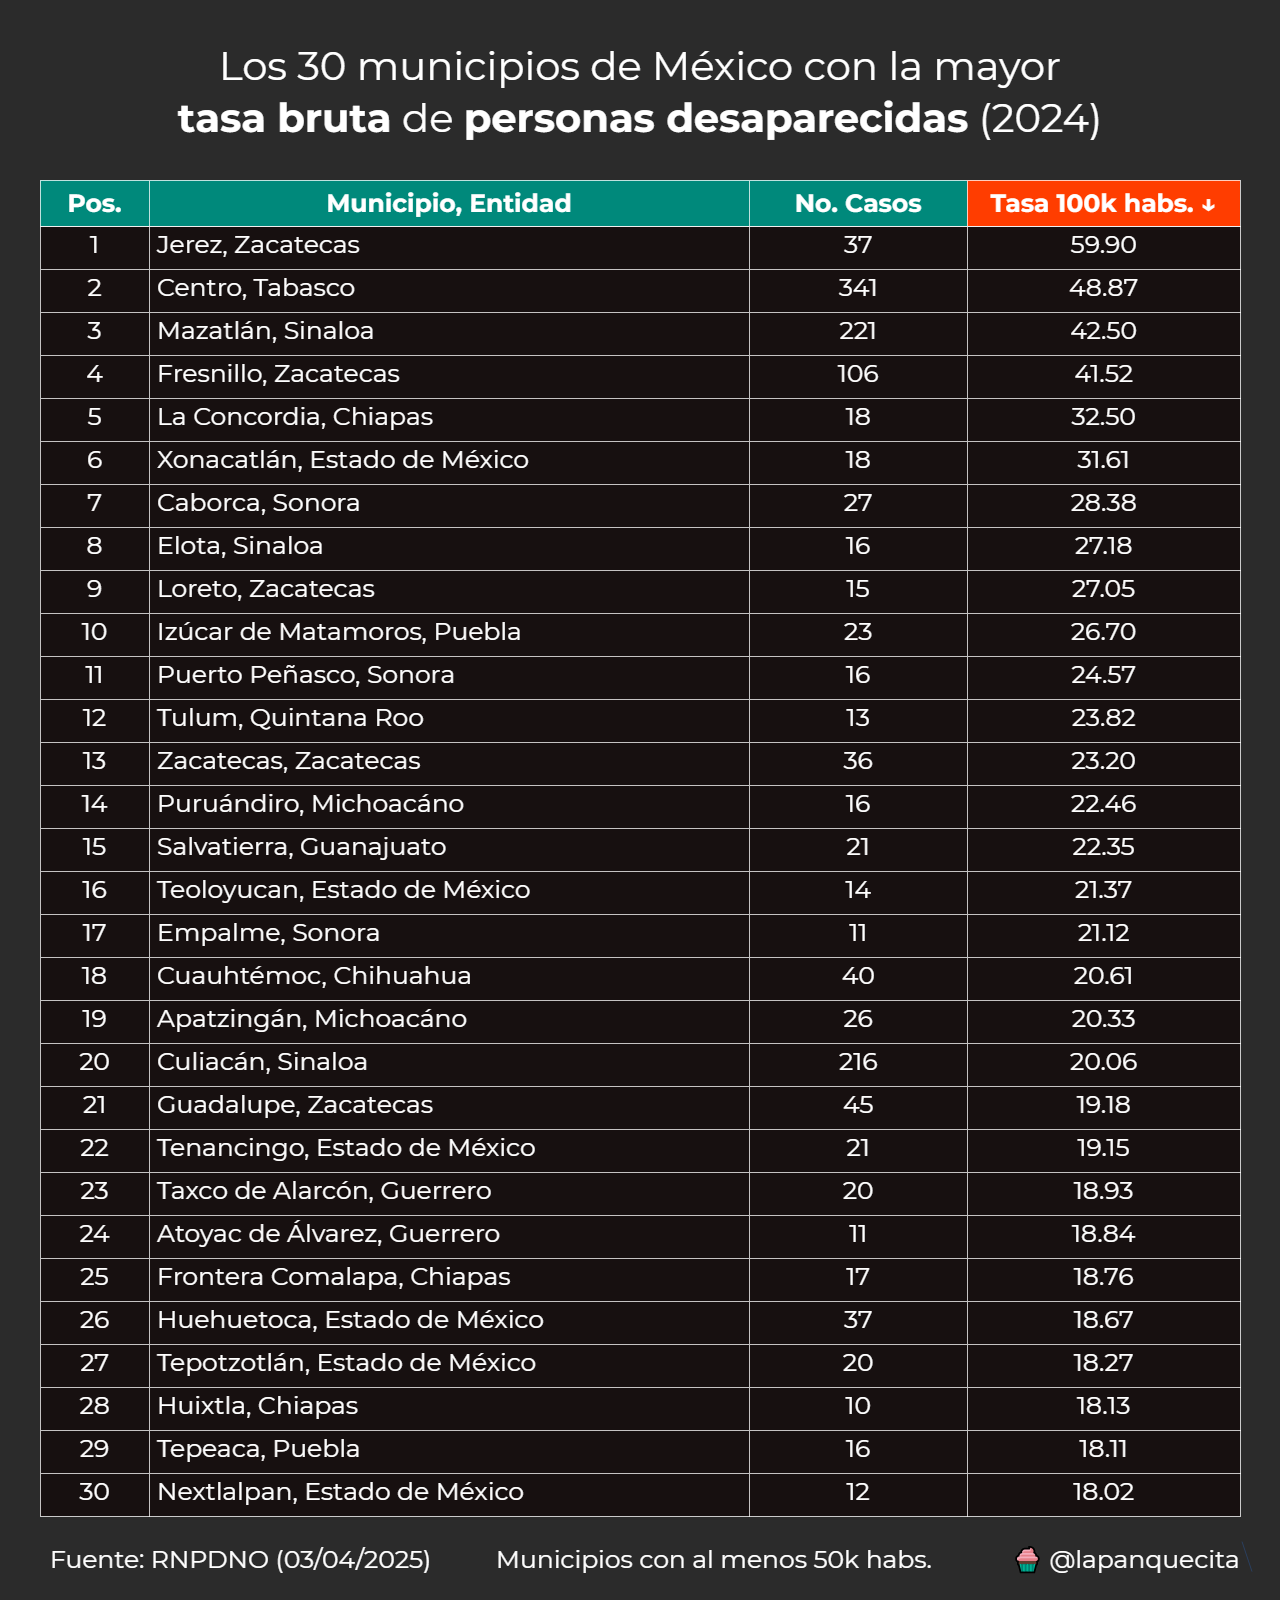 Los 30 municipios de México con la mayor
tasa bruta de personas desaparecidas (2024)
Pos. Municipio, Entidad No. Casos Tasa 100k habs. ↓
1 Jerez, Zacatecas 37 59.90
2 Centro, Tabasco 341 48.87
3 Mazatlán, Sinaloa 221 42.50
4 Fresnillo, Zacatecas 106 41.52
5 La Concordia, Chiapas 18 32.50
6 Xonacatlán, Estado de México 18 31.61
7 Caborca, Sonora 27 28.38
8 Elota, Sinaloa 16 27.18
9 Loreto, Zacatecas 15 27.05
10 Izúcar de Matamoros, Puebla 23 26.70
11 Puerto Peñasco, Sonora 16 24.57
12 Tulum, Quintana Roo 13 23.82
13 Zacatecas, Zacatecas 36 23.20
14 Puruándiro, Michoacáno 16 22.46
15 Salvatierra, Guanajuato 21 22.35
16 Teoloyucan, Estado de México 14 21.37
17 Empalme, Sonora 11 21.12
18 Cuauhtémoc, Chihuahua 40 20.61
19 Apatzingán, Michoacáno 26 20.33
20 Culiacán, Sinaloa 216 20.06
21 Guadalupe, Zacatecas 45 19.18
22 Tenancingo, Estado de México 21 19.15
23 Taxco de Alarcón, Guerrero 20 18.93
24 Atoyac de Álvarez, Guerrero 11 18.84
25 Frontera Comalapa, Chiapas 17 18.76
26 Huehuetoca, Estado de México 37 18.67
27 Tepotzotlán, Estado de México 20 18.27
28 Huixtla, Chiapas 10 18.13
29 Tepeaca, Puebla 16 18.11
30 Nextlalpan, Estado de México 12 18.02
Fuente: RNPDNO (03/04/2025) Municipios con al menos 50k habs. @lapanquecita